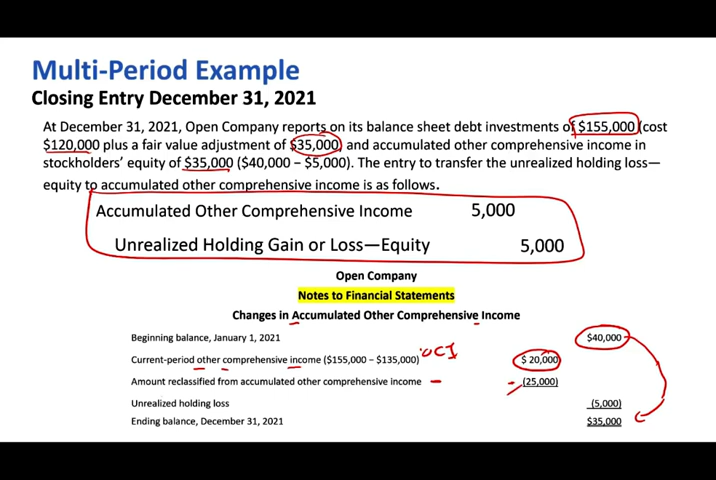 Multi-Period Example
Closing Entry December 31, 2021
At December 31, 2021, Open Company reports on its balance sheet debt investments of $155,000 (cost
$120,000 plus a fair value adjustment of $35,000) and accumulated other comprehensive income in
stockholders' equity of $35,000 ($40,000 – $5,000). The entry to transfer the unrealized holding loss—
equity to accumulated other comprehensive income is as follows.
Accumulated Other Comprehensive Income 5,000
Unrealized Holding Gain or Loss—Equity 5,000
Open Company
Notes to Financial Statements
Changes in Accumulated Other Comprehensive Income
Beginning balance, January 1, 2021 $40,000
Current-period other comprehensive income ($155,000 – $135,000) OCI $ 20,000
Amount reclassified from accumulated other comprehensive income (25,000)
Unrealized holding loss (5,000)
Ending balance, December 31, 2021 $35,000